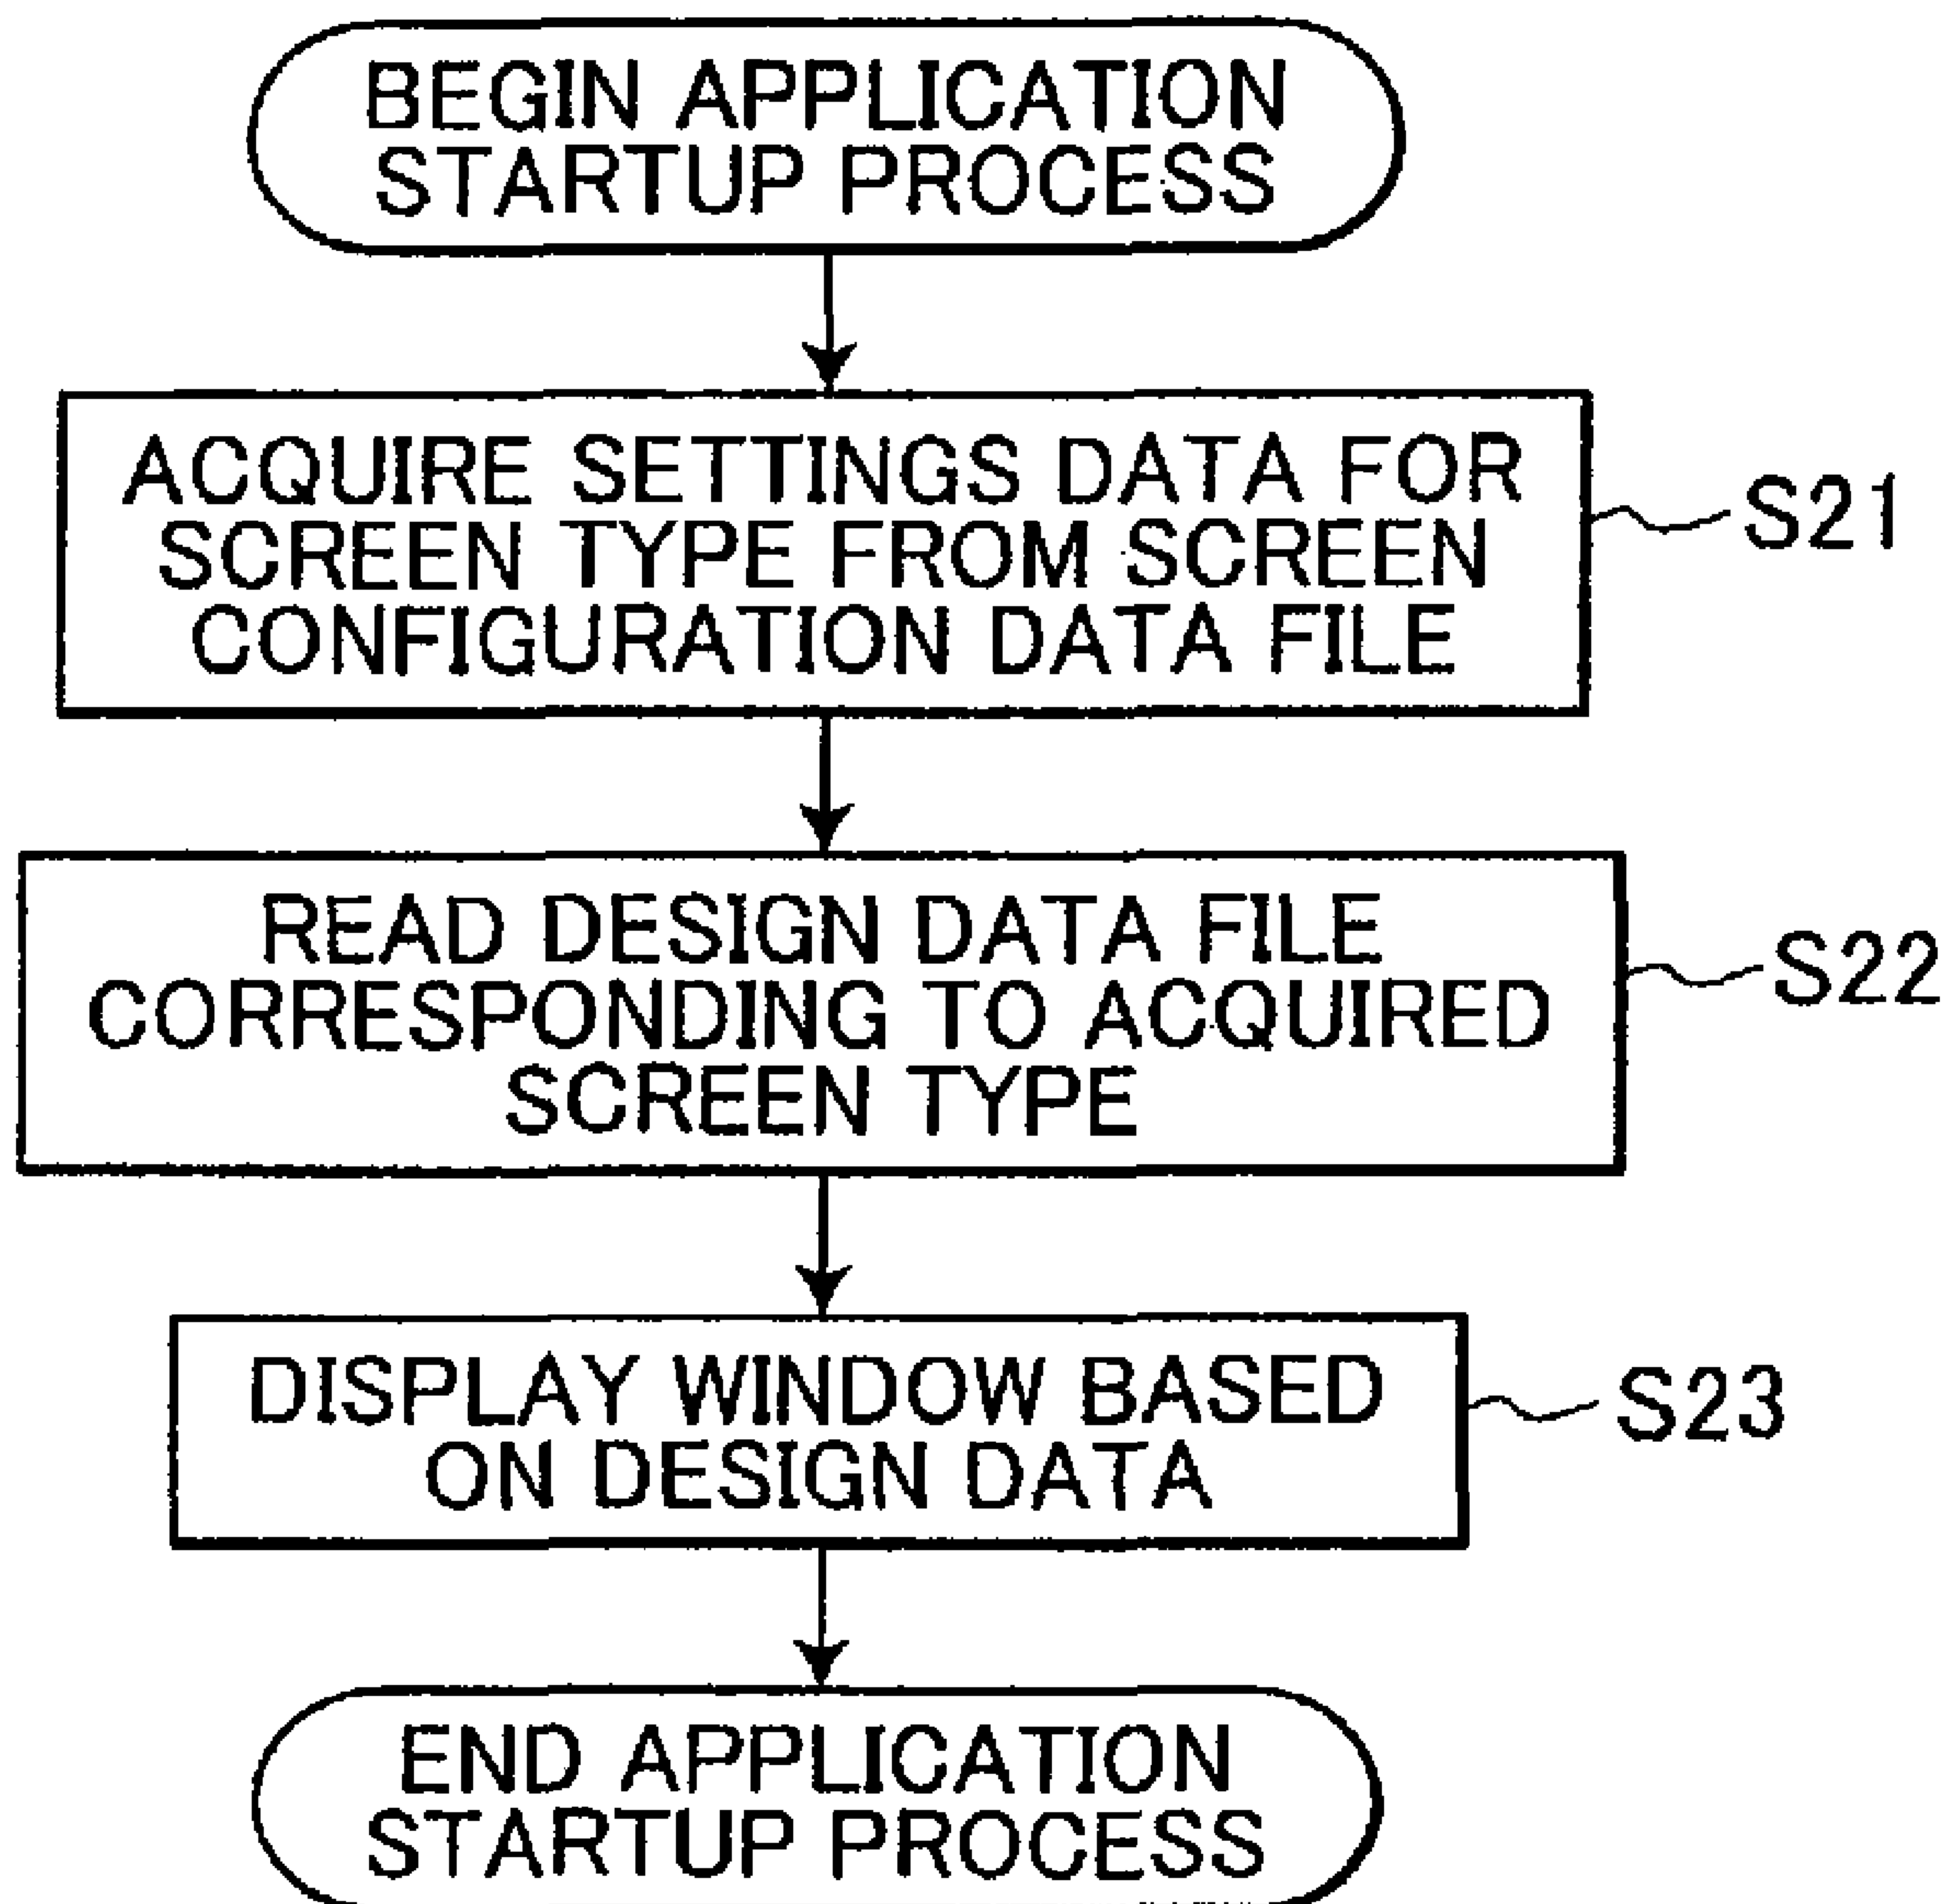 BEGIN APPLICATION
STARTUP PROCESS
ACQUIRE SETTINGS DATA FOR
SCREEN TYPE FROM SCREEN
CONFIGURATION DATA FILE
S21
READ DESIGN DATA FILE
CORRESPONDING TO ACQUIRED
SCREEN TYPE
S22
DISPLAY WINDOW BASED
ON DESIGN DATA
S23
END APPLICATION
STARTUP PROCESS